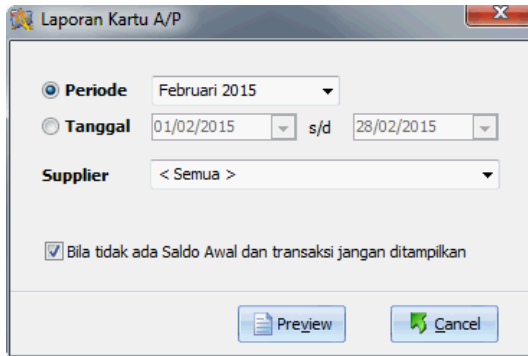 Laporan Kartu A/P
Periode Februari 2015
Tanggal 01/02/2015 s/d 28/02/2015
Supplier < Semua >
Bila tidak ada Saldo Awal dan transaksi jangan ditampilkan
Preview Cancel